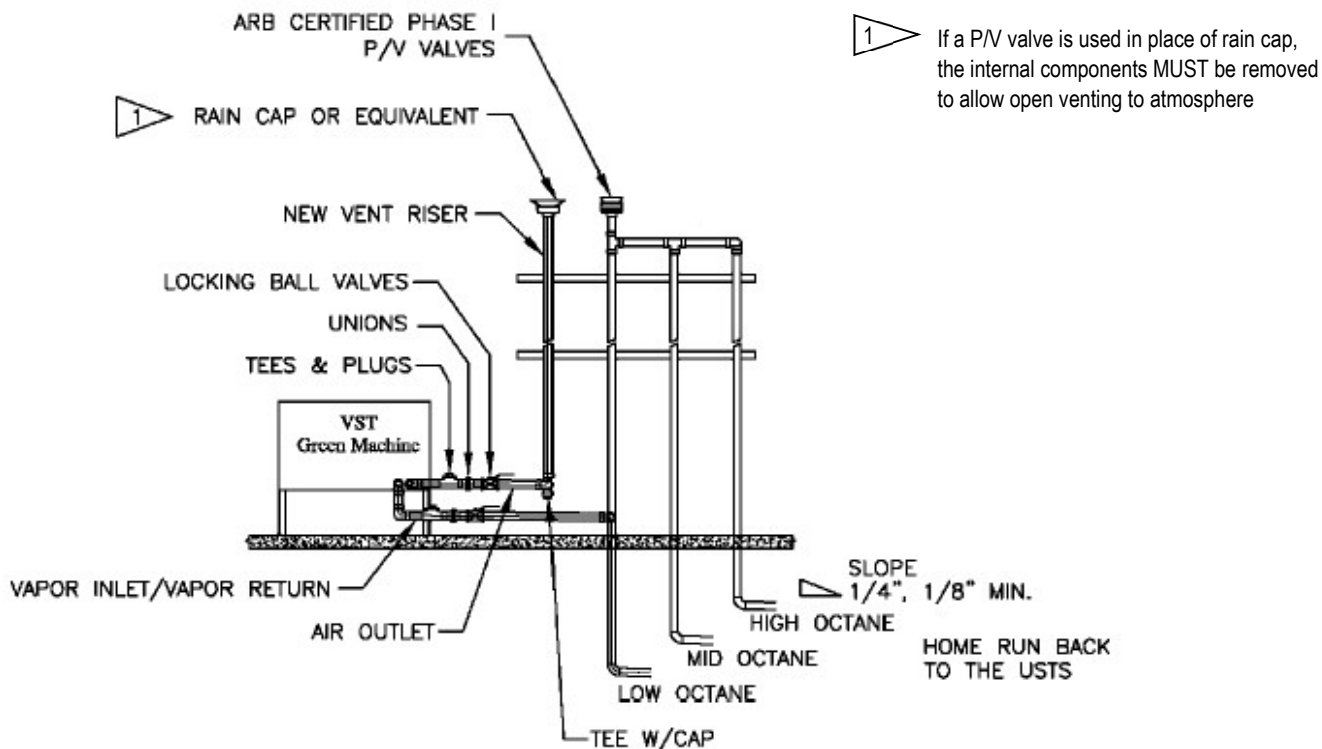 ARB CERTIFIED PHASE I
P/V VALVES
1
If a P/V valve is used in place of rain cap,
the internal components MUST be removed
to allow open venting to atmosphere
1
RAIN CAP OR EQUIVALENT
NEW VENT RISER
LOCKING BALL VALVES
UNIONS
TEES & PLUGS
VST
Green Machine
VAPOR INLET/VAPOR RETURN
AIR OUTLET
SLOPE
1/4", 1/8" MIN.
HIGH OCTANE
MID OCTANE
LOW OCTANE
HOME RUN BACK
TO THE USTS
TEE W/CAP